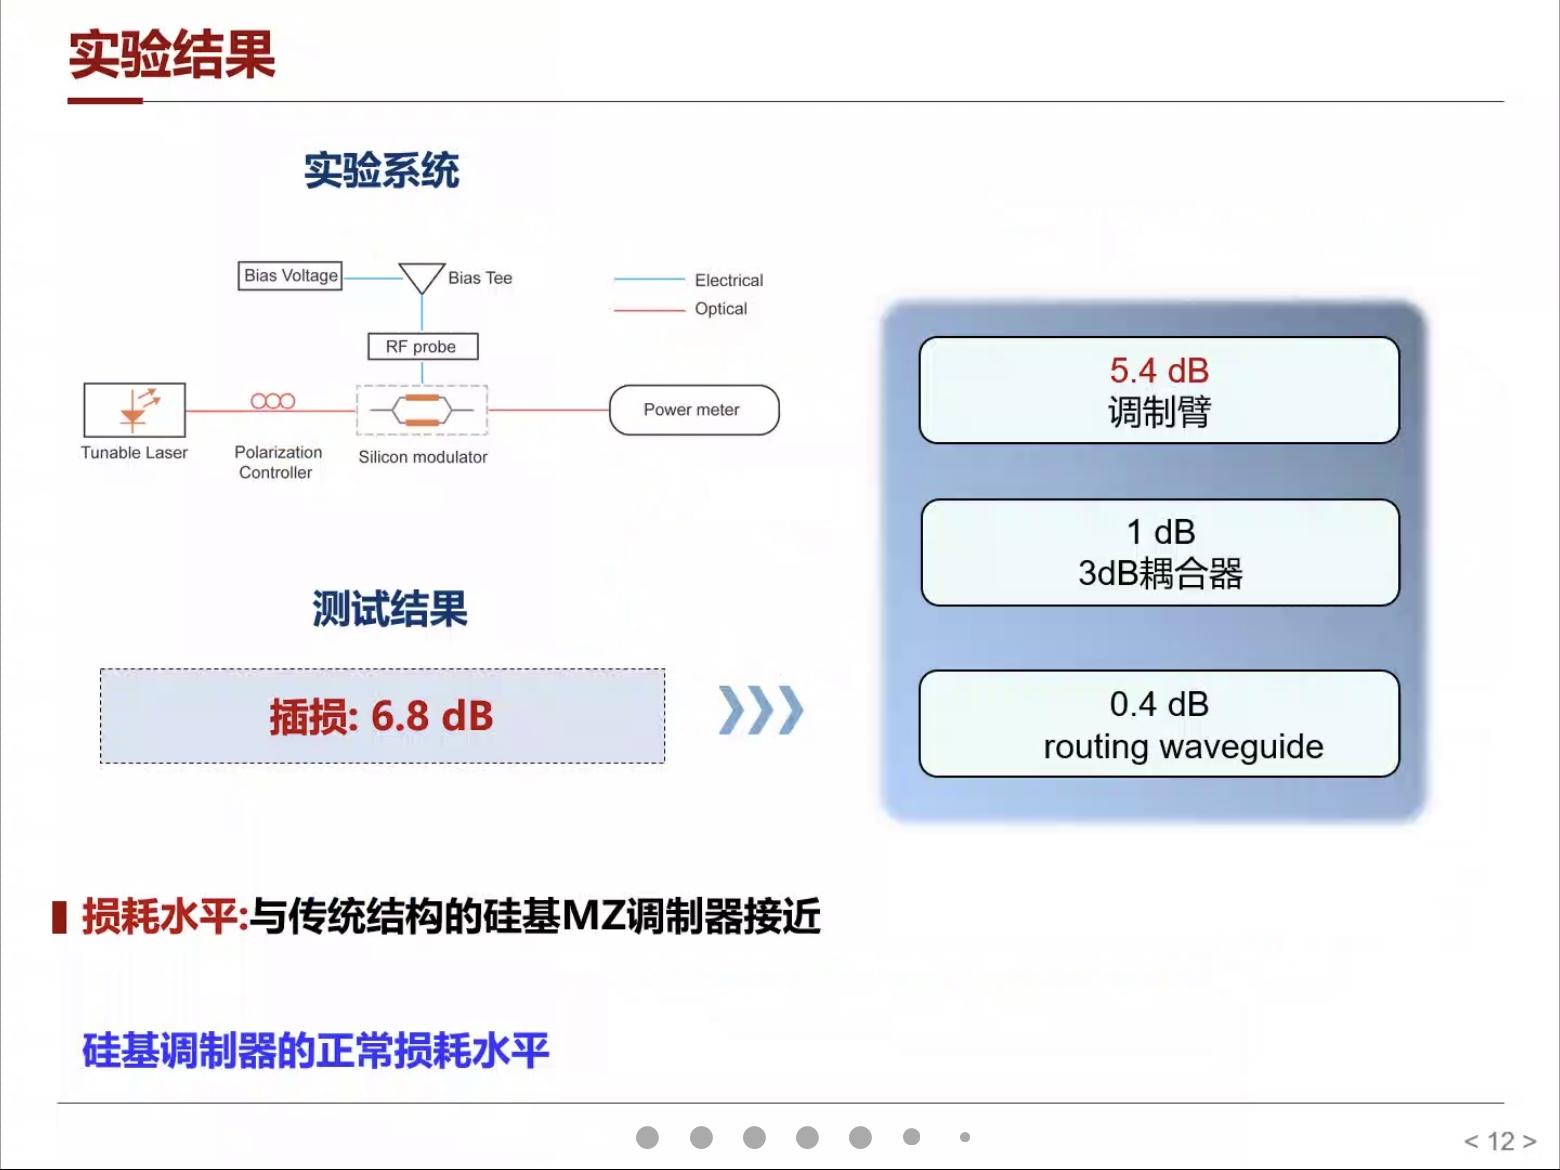 实验结果
实验系统
Bias Voltage
Bias Tee
Electrical
Optical
RF probe
Power meter
Tunable Laser
Polarization
Controller
Silicon modulator
测试结果
插损: 6.8 dB
5.4 dB
调制臂
1 dB
3dB耦合器
0.4 dB
routing waveguide
损耗水平:与传统结构的硅基MZ调制器接近
硅基调制器的正常损耗水平
< 12 >